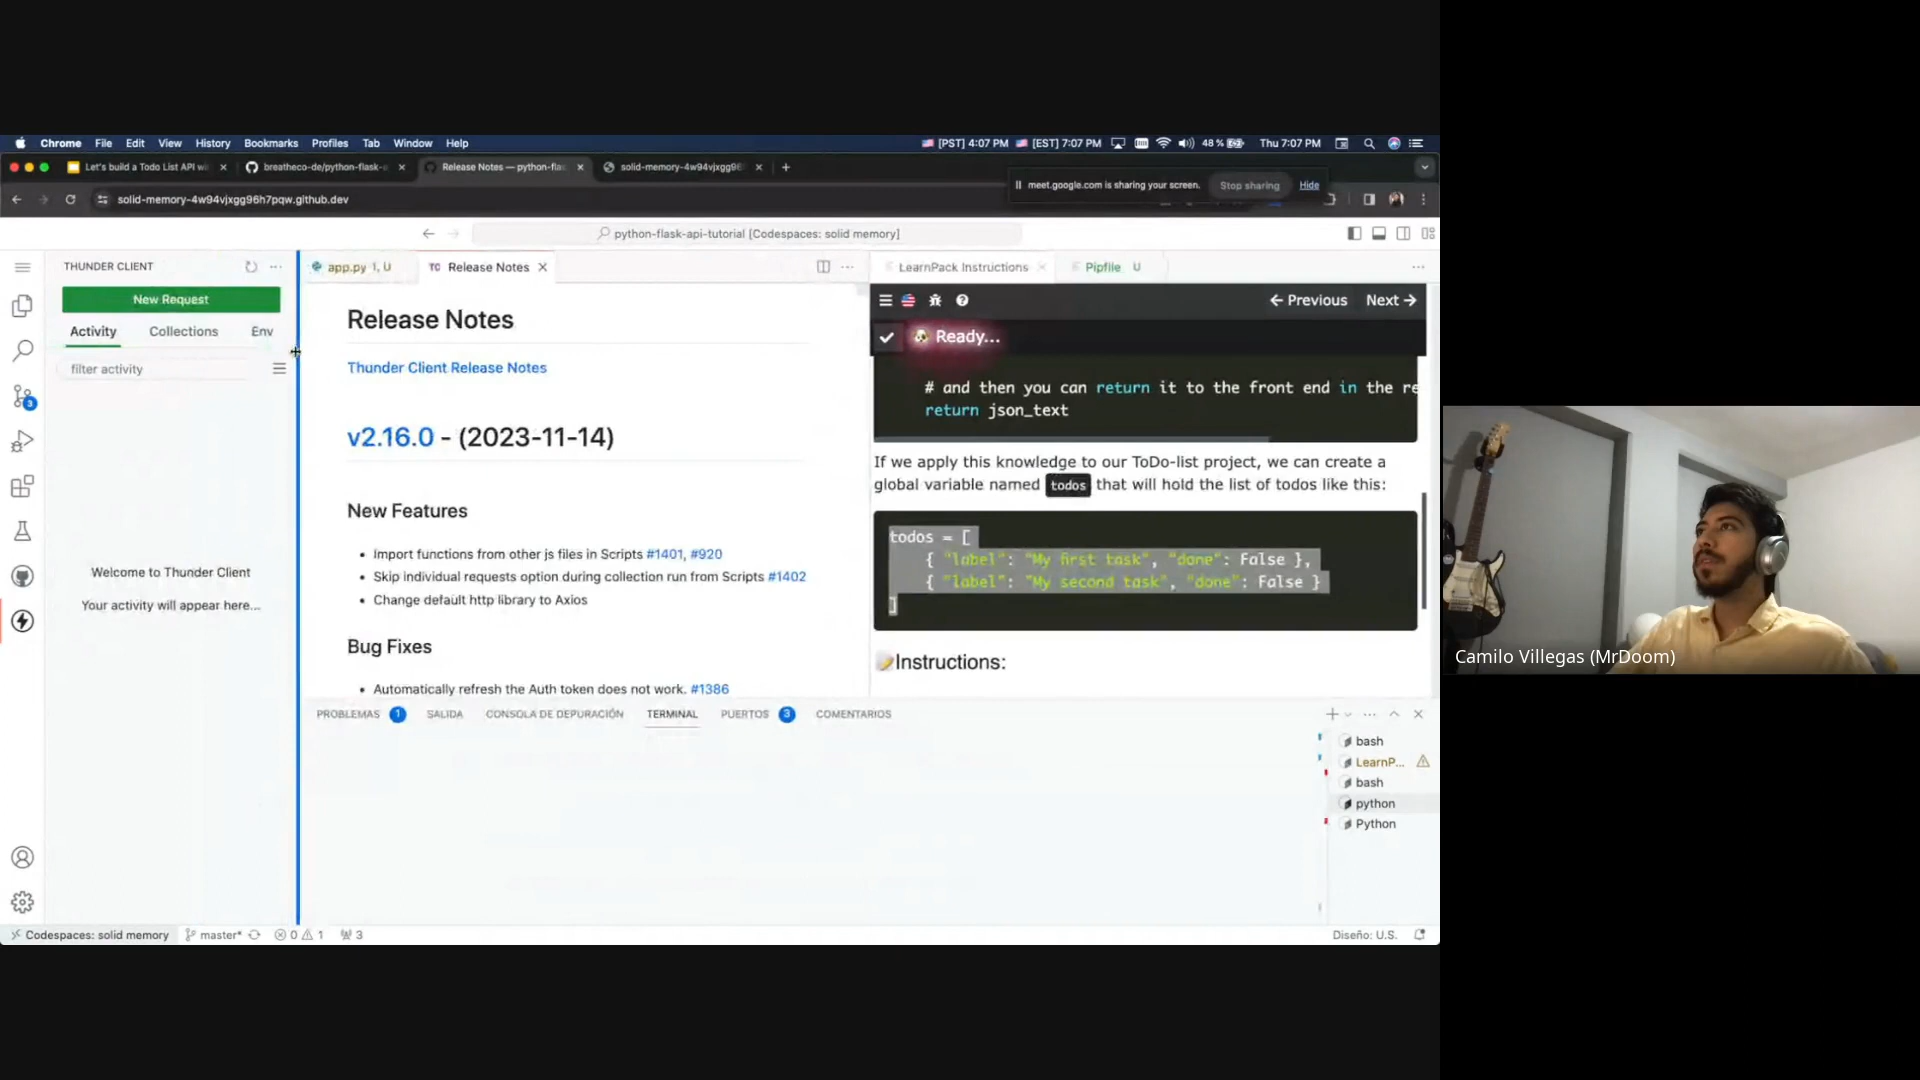 Chrome File Edit View History Bookmarks Profiles Tab Window Help
[PST] 4:07 PM [EST] 7:07 PM 48 % Thu 7:07 PM
Let's build a Todo List API wi
breatheco-de/python-flask-a
Release Notes — python-flas
solid-memory-4w94vjxgg96
meet.google.com is sharing your screen. Stop sharing Hide
solid-memory-4w94vjxgg96h7pqw.github.dev
python-flask-api-tutorial [Codespaces: solid memory]
THUNDER CLIENT
New Request
Activity Collections Env
filter activity
Welcome to Thunder Client
Your activity will appear here...
3
app.py 1, U
TC Release Notes
Release Notes
Thunder Client Release Notes
v2.16.0 - (2023-11-14)
New Features
• Import functions from other js files in Scripts #1401, #920
• Skip individual requests option during collection run from Scripts #1402
• Change default http library to Axios
Bug Fixes
• Automatically refresh the Auth token does not work. #1386
LearnPack Instructions
Pipfile U
← Previous Next →
Ready...
# and then you can return it to the front end in the re
return json_text
If we apply this knowledge to our ToDo-list project, we can create a
global variable named todos that will hold the list of todos like this:
todos = [
{ "label": "My first task", "done": False },
{ "label": "My second task", "done": False }
]
Instructions:
PROBLEMAS 1 SALIDA CONSOLA DE DEPURACIÓN TERMINAL PUERTOS 3 COMENTARIOS
bash
LearnP...
bash
python
Python
Codespaces: solid memory master* 0 1 3
Diseño: U.S.
Camilo Villegas (MrDoom)